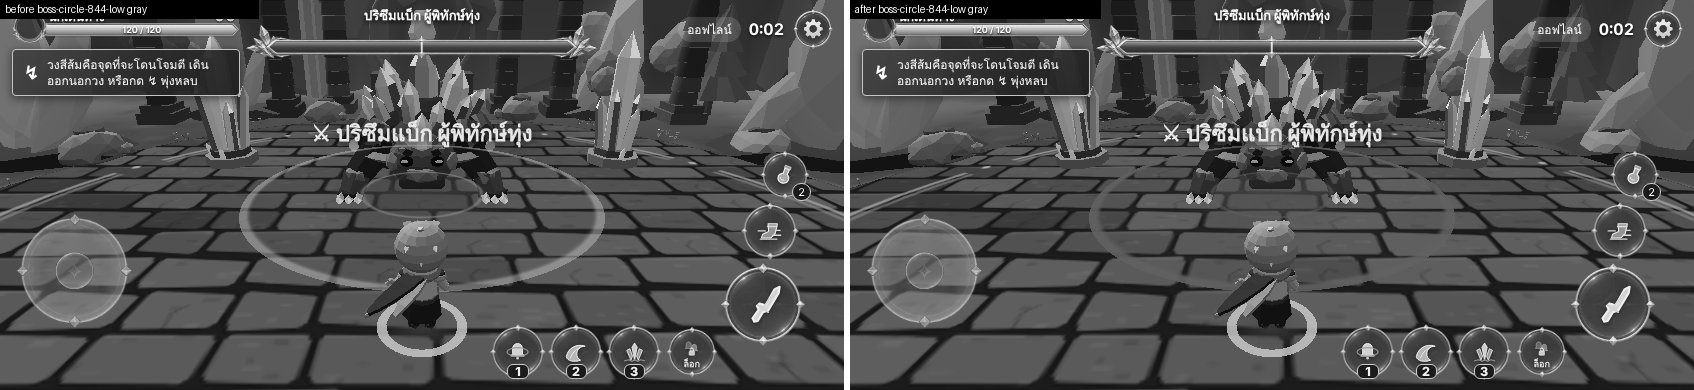 before boss-circle-844-low gray
ปริซึมแบ็ก ผู้พิทักษ์ทุ่ง
120 / 120
ออฟไลน์ 0:02
วงสีส้มคือจุดที่จะโดนโจมตี เดิน
ออกนอกวง หรือกด ↯ พุ่งหลบ
⚔ ปริซึมแบ็ก ผู้พิทักษ์ทุ่ง
2
1 2 3 ล็อก
after boss-circle-844-low gray
ปริซึมแบ็ก ผู้พิทักษ์ทุ่ง
120 / 120
ออฟไลน์ 0:02
วงสีส้มคือจุดที่จะโดนโจมตี เดิน
ออกนอกวง หรือกด ↯ พุ่งหลบ
⚔ ปริซึมแบ็ก ผู้พิทักษ์ทุ่ง
2
1 2 3 ล็อก